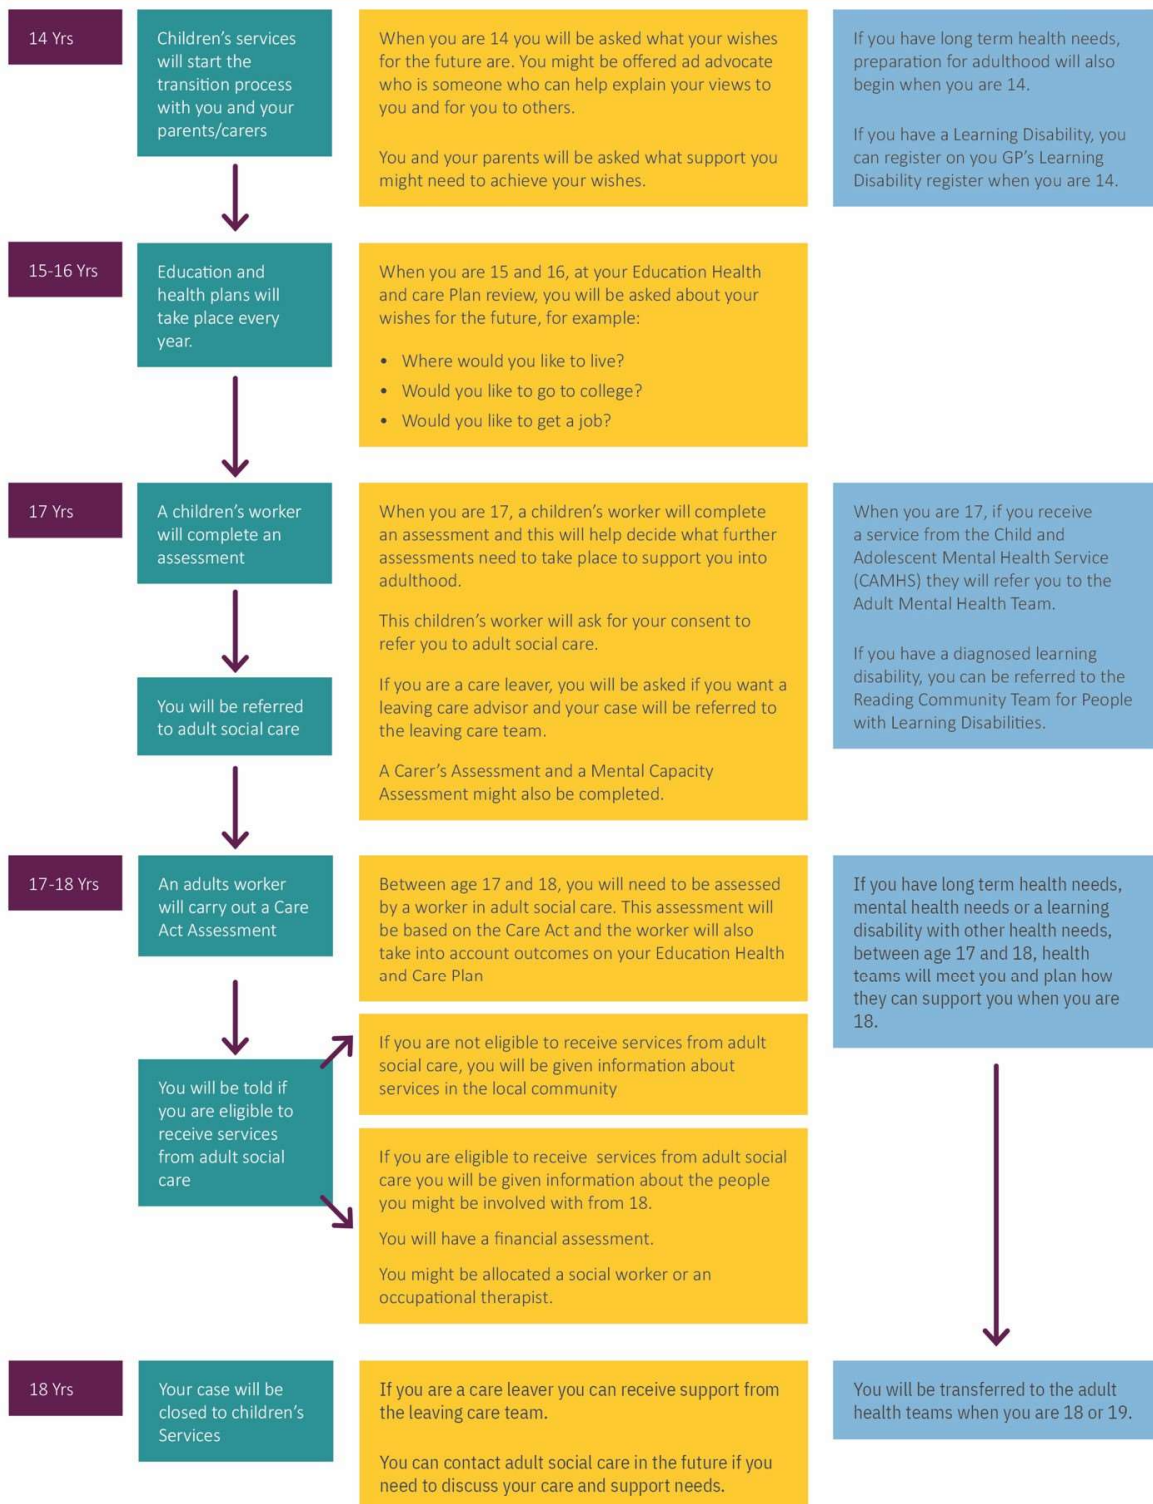 14 Yrs
Children’s services
will start the
transition process
with you and your
parents/carers
When you are 14 you will be asked what your wishes
for the future are. You might be offered ad advocate
who is someone who can help explain your views to
you and for you to others.
You and your parents will be asked what support you
might need to achieve your wishes.
If you have long term health needs,
preparation for adulthood will also
begin when you are 14.
If you have a Learning Disability, you
can register on you GP’s Learning
Disability register when you are 14.
15-16 Yrs
Education and
health plans will
take place every
year.
When you are 15 and 16, at your Education Health
and care Plan review, you will be asked about your
wishes for the future, for example:
• Where would you like to live?
• Would you like to go to college?
• Would you like to get a job?
17 Yrs
A children’s worker
will complete an
assessment
You will be referred
to adult social care
When you are 17, a children’s worker will complete
an assessment and this will help decide what further
assessments need to take place to support you into
adulthood.
This children’s worker will ask for your consent to
refer you to adult social care.
If you are a care leaver, you will be asked if you want a
leaving care advisor and your case will be referred to
the leaving care team.
A Carer’s Assessment and a Mental Capacity
Assessment might also be completed.
When you are 17, if you receive
a service from the Child and
Adolescent Mental Health Service
(CAMHS) they will refer you to the
Adult Mental Health Team.
If you have a diagnosed learning
disability, you can be referred to the
Reading Community Team for People
with Learning Disabilities.
17-18 Yrs
An adults worker
will carry out a Care
Act Assessment
Between age 17 and 18, you will need to be assessed
by a worker in adult social care. This assessment will
be based on the Care Act and the worker will also
take into account outcomes on your Education Health
and Care Plan
If you have long term health needs,
mental health needs or a learning
disability with other health needs,
between age 17 and 18, health
teams will meet you and plan how
they can support you when you are
18.
You will be told if
you are eligible to
receive services
from adult social
care
If you are not eligible to receive services from adult
social care, you will be given information about
services in the local community
If you are eligible to receive services from adult social
care you will be given information about the people
you might be involved with from 18.
You will have a financial assessment.
You might be allocated a social worker or an
occupational therapist.
18 Yrs
Your case will be
closed to children’s
Services
If you are a care leaver you can receive support from
the leaving care team.
You can contact adult social care in the future if you
need to discuss your care and support needs.
You will be transferred to the adult
health teams when you are 18 or 19.